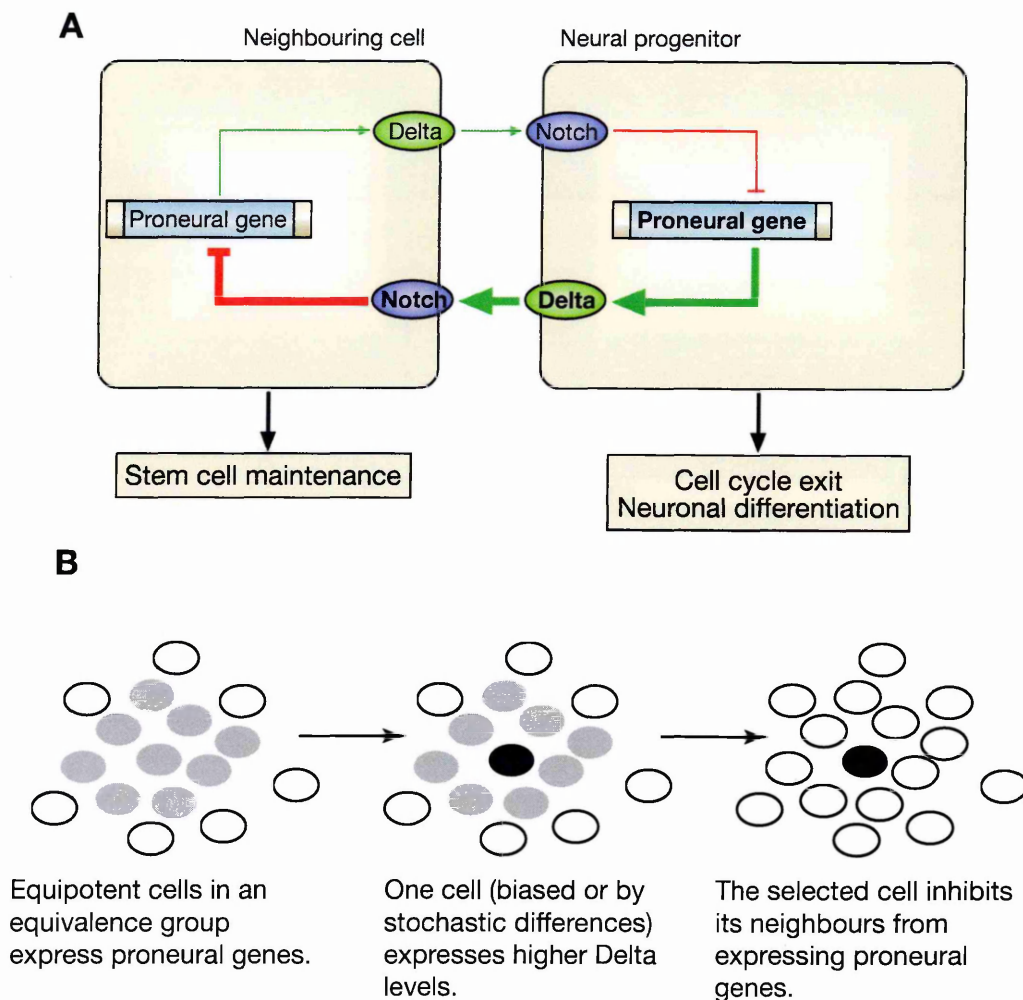 A
Neighbouring cell
Neural progenitor
Delta
Notch
Proneural gene
Proneural gene
Notch
Delta
Stem cell maintenance
Cell cycle exit
Neuronal differentiation
B
Equipotent cells in an
equivalence group
express proneural genes.
One cell (biased or by
stochastic differences)
expresses higher Delta
levels.
The selected cell inhibits
its neighbours from
expressing proneural
genes.